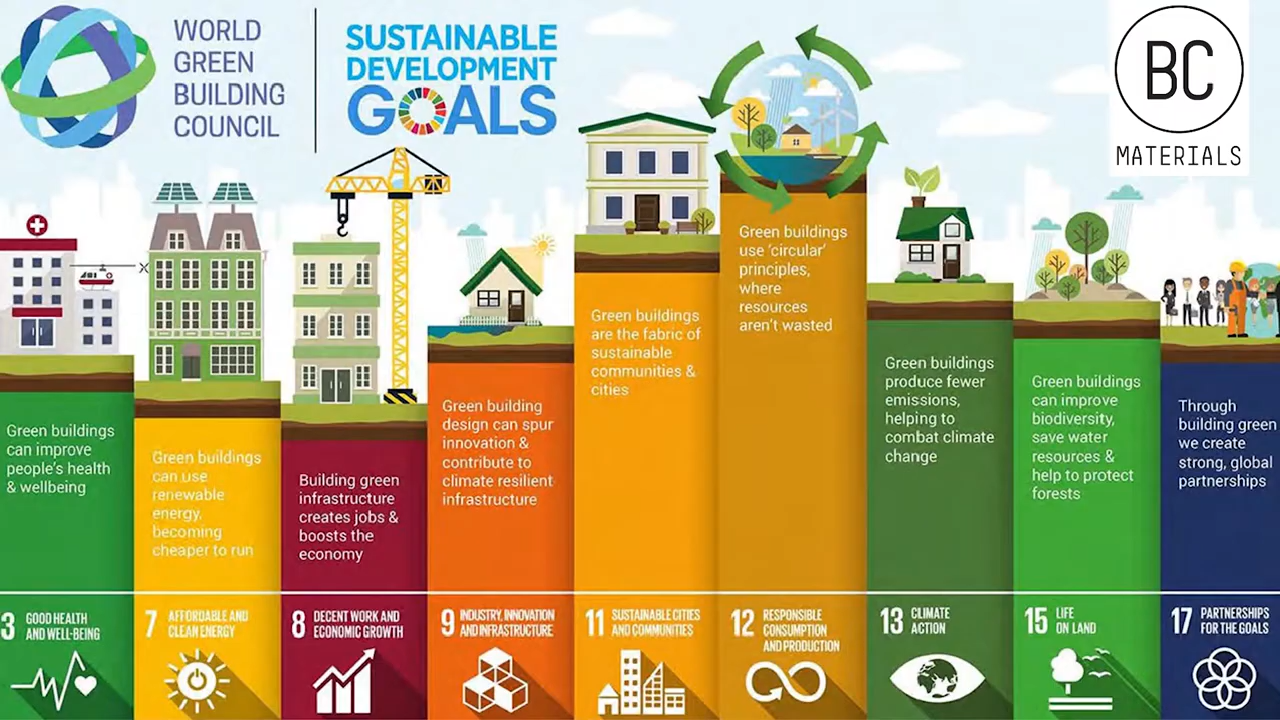 WORLD
GREEN
BUILDING
COUNCIL
SUSTAINABLE
DEVELOPMENT
GOALS
BC
MATERIALS
Green buildings
can improve
people's health
& wellbeing
Green buildings
can use
renewable
energy,
becoming
cheaper to run
Building green
infrastructure
creates jobs &
boosts the
economy
Green building
design can spur
innovation &
contribute to
climate resilient
infrastructure
Green buildings
are the fabric of
sustainable
communities &
cities
Green buildings
use 'circular'
principles,
where
resources
aren't wasted
Green buildings
produce fewer
emissions,
helping to
combat climate
change
Green buildings
can improve
biodiversity,
save water
resources &
help to protect
forests
Through
building green
we create
strong, global
partnerships
3 GOOD HEALTH
AND WELL-BEING
7 AFFORDABLE AND
CLEAN ENERGY
8 DECENT WORK AND
ECONOMIC GROWTH
9 INDUSTRY, INNOVATION
AND INFRASTRUCTURE
11 SUSTAINABLE CITIES
AND COMMUNITIES
12 RESPONSIBLE
CONSUMPTION
AND PRODUCTION
13 CLIMATE
ACTION
15 LIFE
ON LAND
17 PARTNERSHIPS
FOR THE GOALS